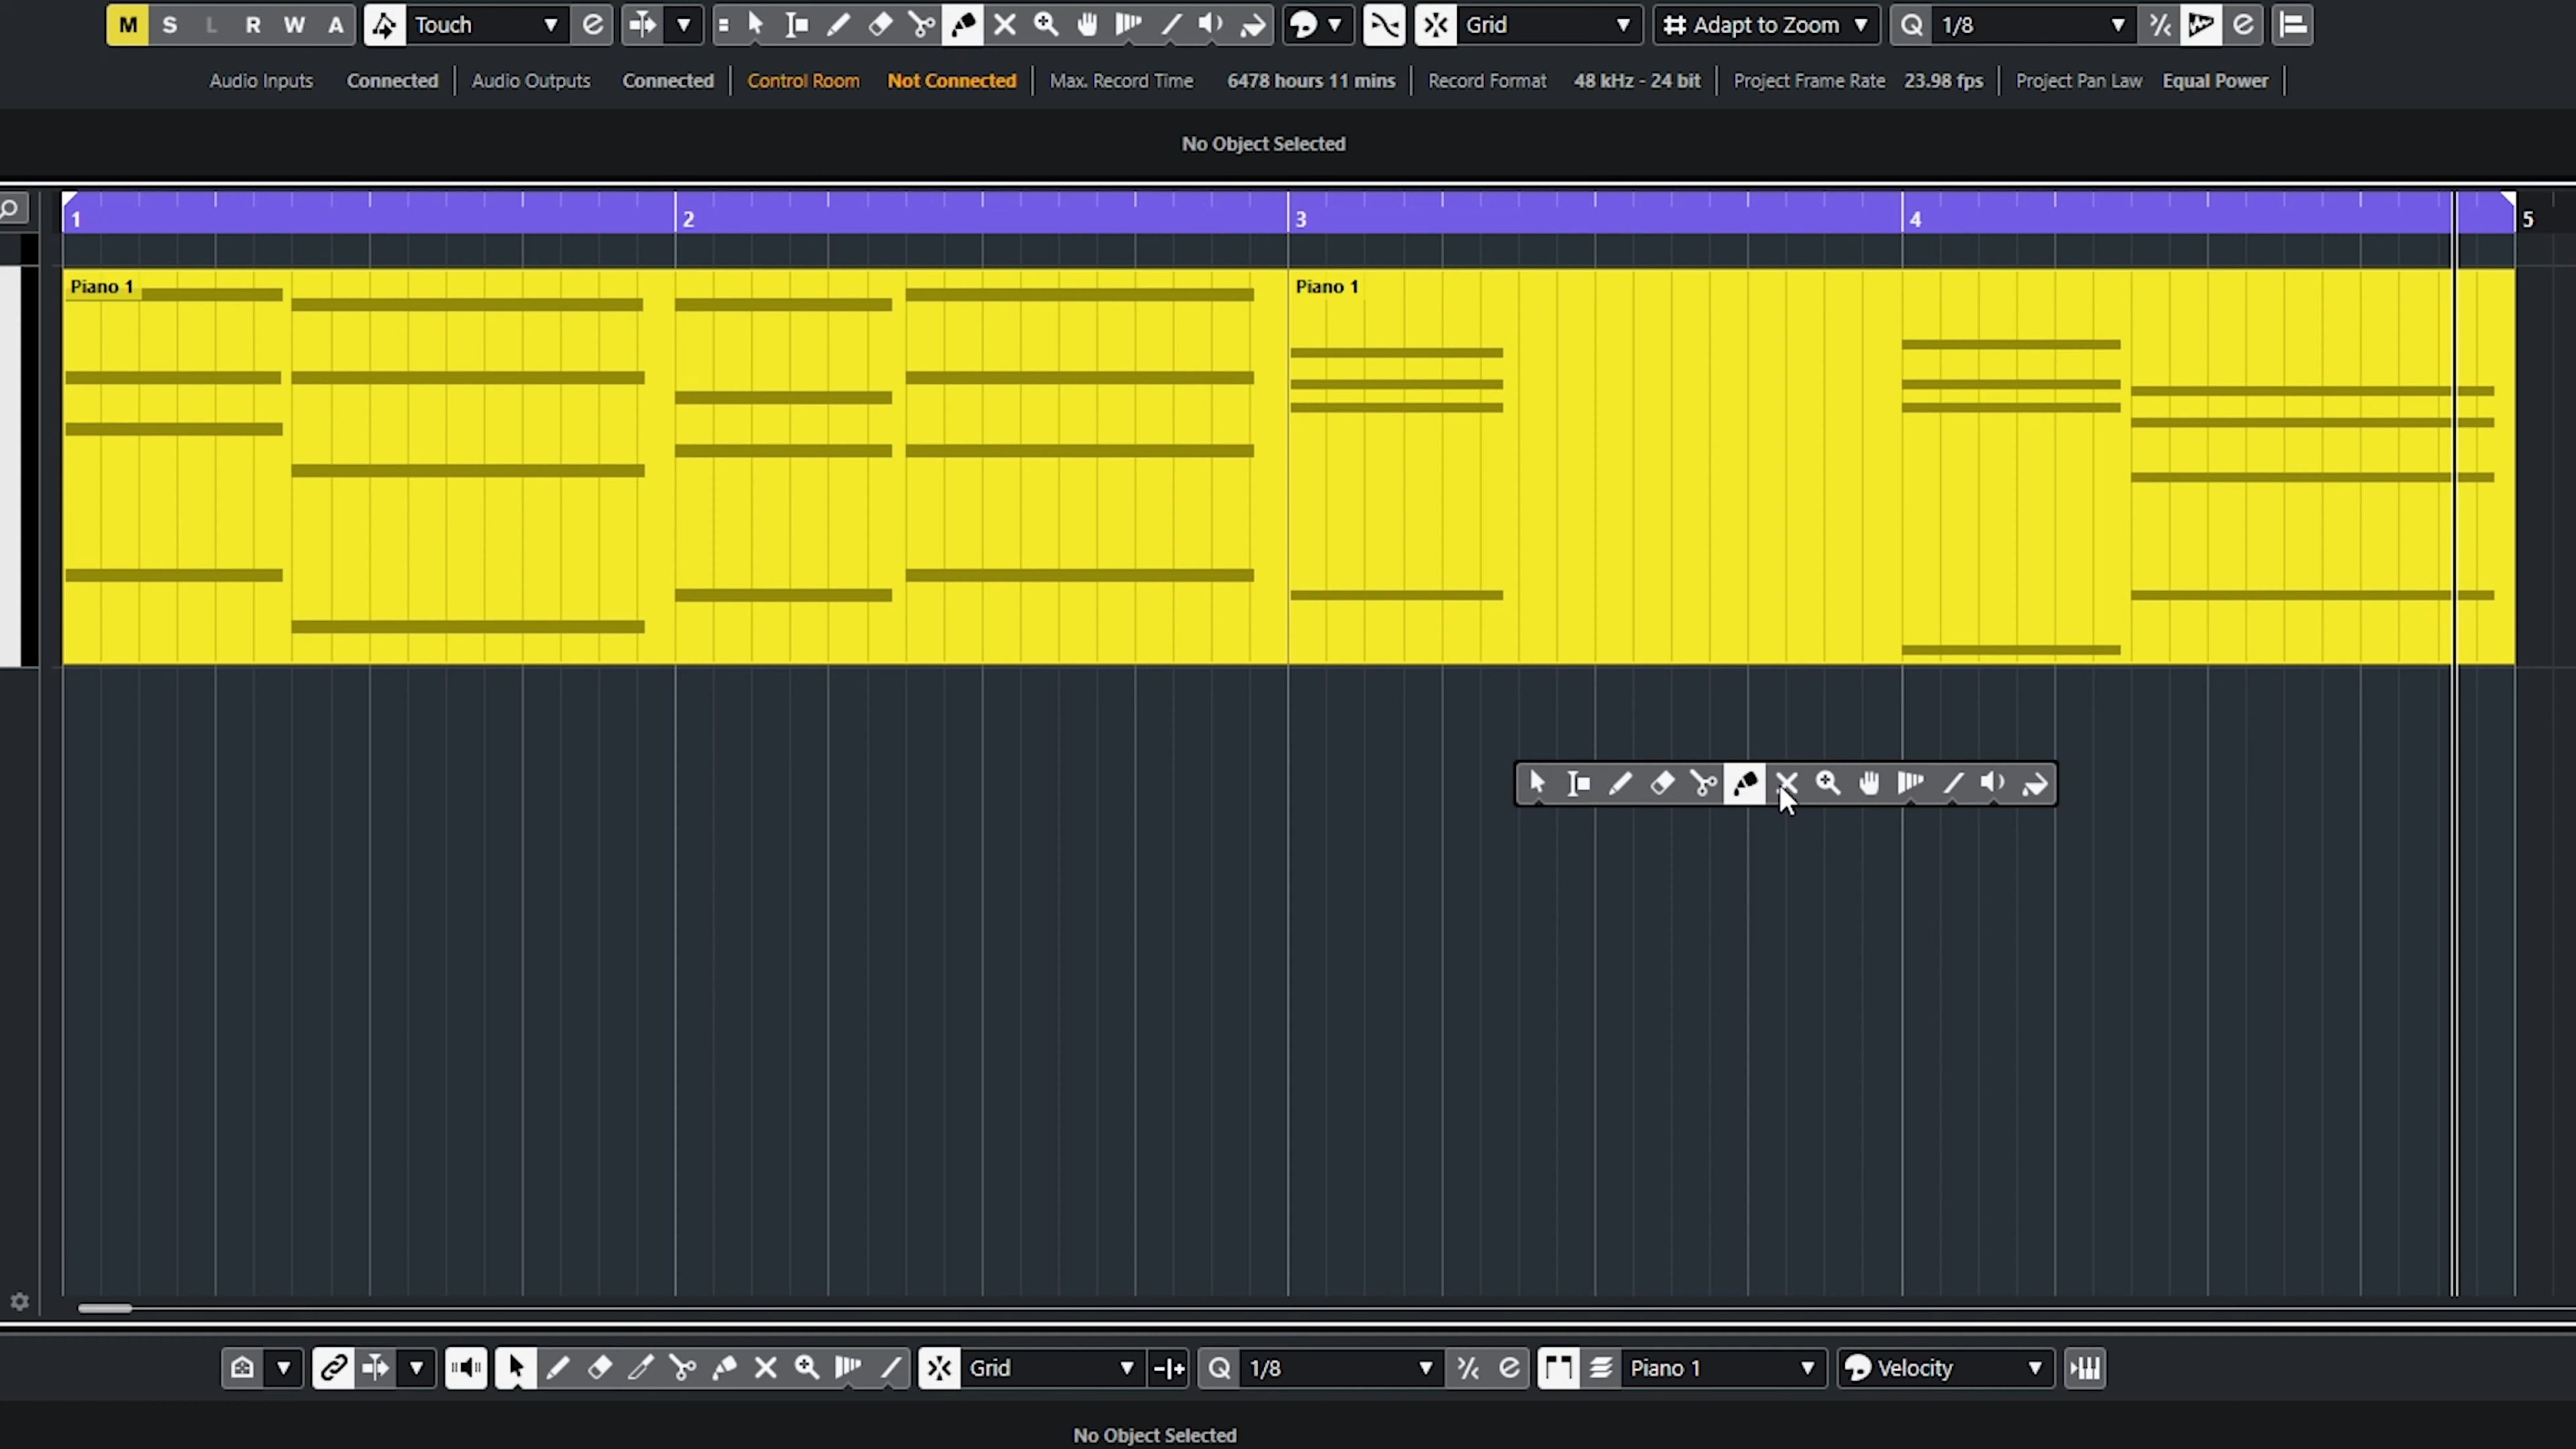 M S L R W A Touch e Grid # Adapt to Zoom Q 1/8 e
Audio Inputs Connected Audio Outputs Connected Control Room Not Connected Max. Record Time 6478 hours 11 mins Record Format 48 kHz - 24 bit Project Frame Rate 23.98 fps Project Pan Law Equal Power
No Object Selected
1 2 3 4 5
Piano 1 Piano 1
Grid Q 1/8 e Piano 1 Velocity
No Object Selected